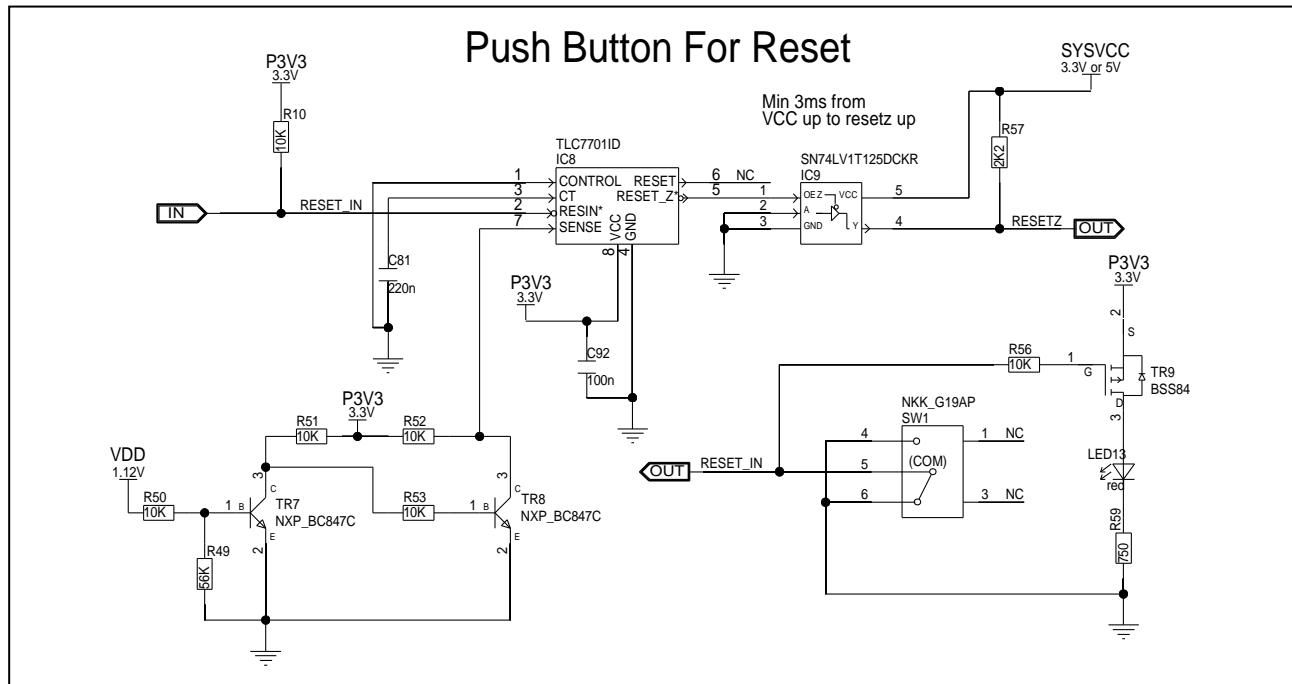 Push Button For Reset
P3V3
3.3V
R10
10K
IN
RESET_IN
TLC7701ID
IC8
1
3
2
7
CONTROL
CT
RESIN*
SENSE
RESET
RESET_Z*
VCC
GND
8
4
6
5
NC
C81
220n
P3V3
3.3V
C92
100n
Min 3ms from
VCC up to resetz up
SN74LV1T125DCKR
IC9
1
2
3
OEZ
VCC
A
GND
Y
5
4
SYSVCC
3.3V or 5V
R57
2K2
RESETZ
OUT
VDD
1.12V
R50
10K
R49
56K
1
B
3
C
TR7
NXP_BC847C
E
2
R51
10K
P3V3
3.3V
R52
10K
R53
10K
1
B
3
C
TR8
NXP_BC847C
E
2
OUT
RESET_IN
NKK_G19AP
SW1
4
5
6
(COM)
1
NC
3
NC
R56
10K
P3V3
3.3V
2
S
1
G
TR9
BSS84
D
3
LED13
red
R59
750